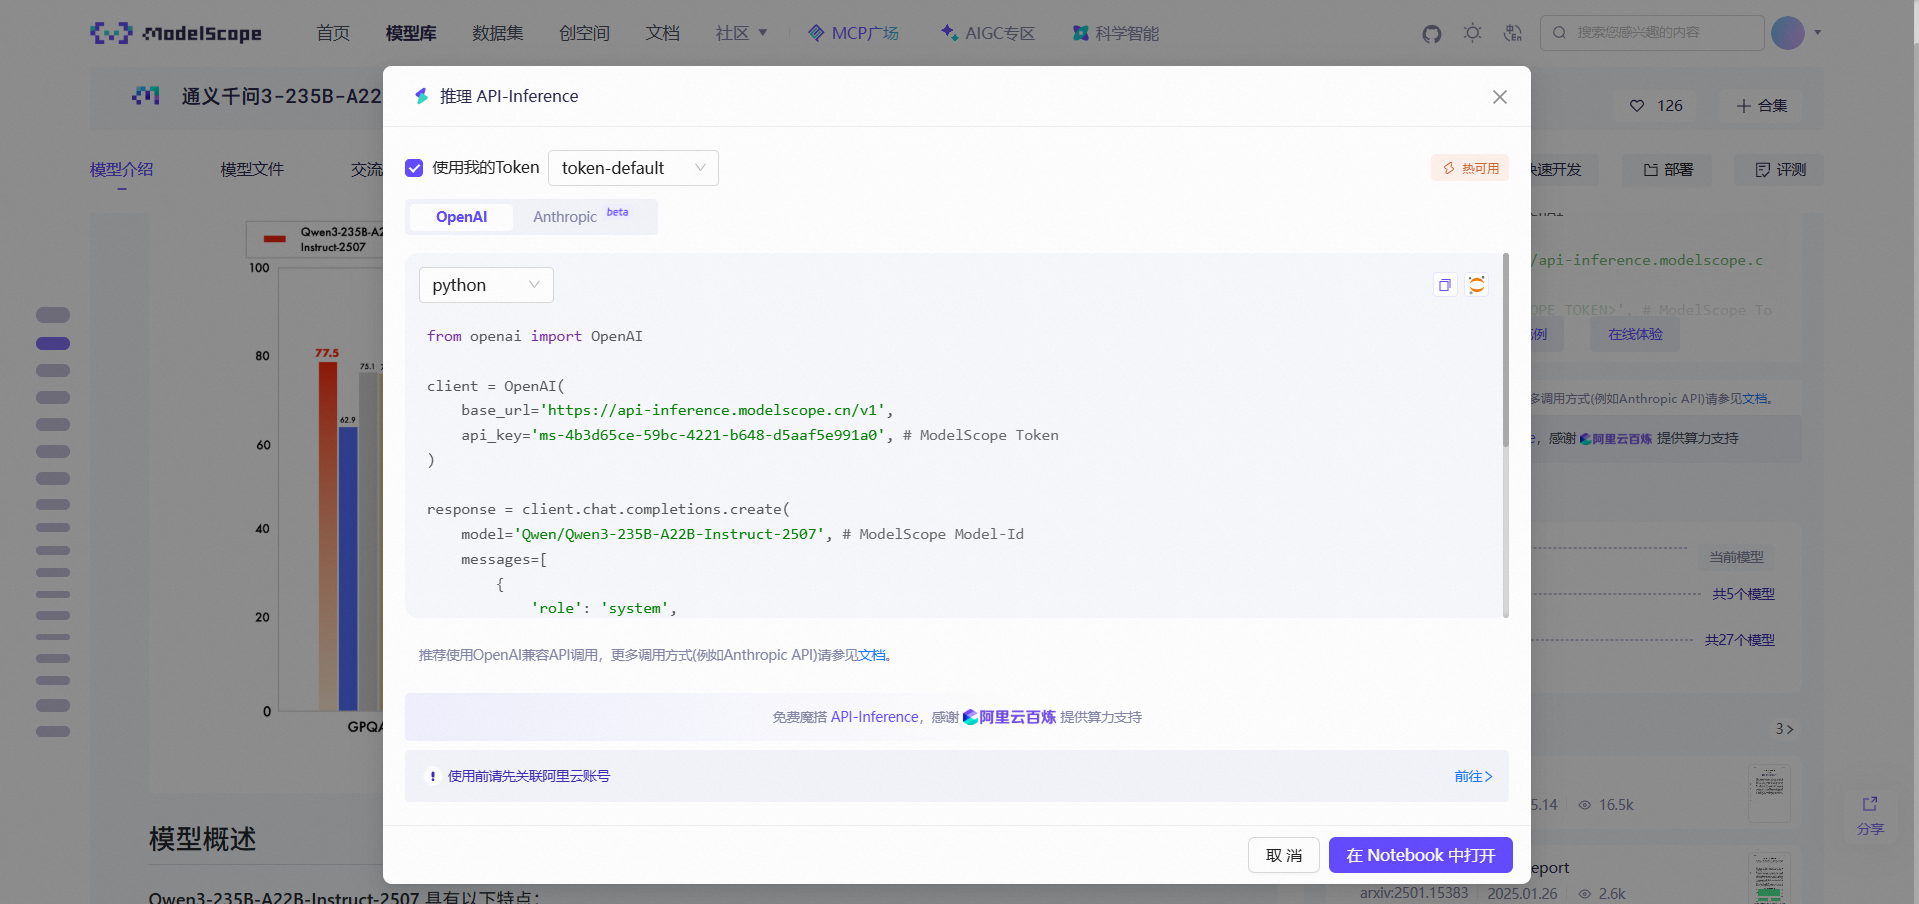 ModelScope 首页 模型库 数据集 创空间 文档 社区 MCP广场 AIGC专区 科学智能 搜索您感兴趣的内容
通义千问3-235B-A22
126 合集
模型介绍 模型文件 交流
快速开发 部署 评测
推理 API-Inference
使用我的Token token-default 热可用
OpenAI Anthropic beta
python
from openai import OpenAI
client = OpenAI(
    base_url='https://api-inference.modelscope.cn/v1',
    api_key='ms-4b3d65ce-59bc-4221-b648-d5aaf5e991a0', # ModelScope Token
)
response = client.chat.completions.create(
    model='Qwen/Qwen3-235B-A22B-Instruct-2507', # ModelScope Model-Id
    messages=[
        {
            'role': 'system',
推荐使用OpenAI兼容API调用，更多调用方式(例如Anthropic API)请参见文档。
免费魔搭 API-Inference，感谢 阿里云百炼 提供算力支持
使用前请先关联阿里云账号 前往
取 消 在 Notebook 中打开
Qwen3-235B-A2
Instruct-2507
100
80
60
40
20
0
77.5
62.9
75.1
GPQA
模型概述
Qwen3-235B-A22B-Instruct-2507 具有以下特点：
/api-inference.modelscope.c
OPE_TOKEN>', # ModelScope To
例 在线体验
多调用方式(例如Anthropic API)请参见文档。
e，感谢 阿里云百炼 提供算力支持
当前模型
共5个模型
共27个模型
3
5.14 16.5k
分享
eport
arxiv:2501.15383 2025.01.26 2.6k